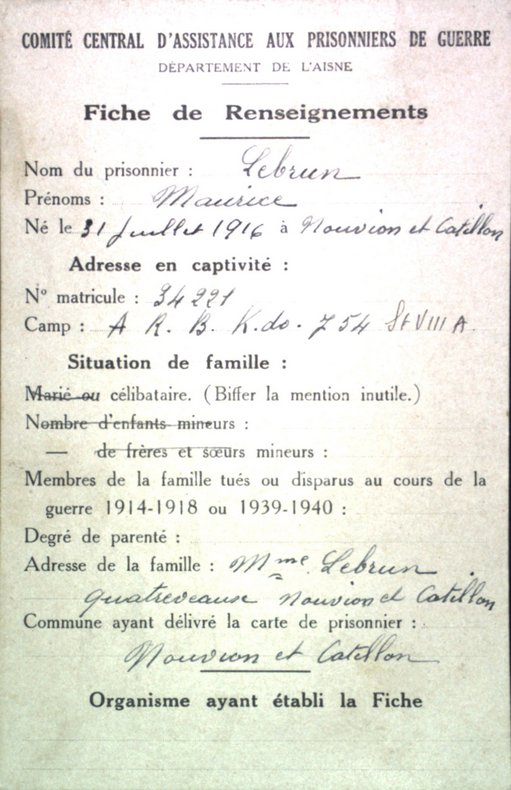 COMITÉ CENTRAL D'ASSISTANCE AUX PRISONNIERS DE GUERRE
DÉPARTEMENT DE L'AISNE
Fiche de Renseignements
Nom du prisonnier : Lebrun
Prénoms : Maurice
Né le 31 Juillet 1916 à Nouvion et Catillon
Adresse en captivité :
N° matricule : 34221
Camp : A R. B. K.do. 754 St VIII A.
Situation de famille :
Marié ou célibataire. (Biffer la mention inutile.)
Nombre d'enfants mineurs :
— de frères et sœurs mineurs :
Membres de la famille tués ou disparus au cours de la
guerre 1914-1918 ou 1939-1940 :
Degré de parenté :
Adresse de la famille : Mme Lebrun
Nouvion et Catillon
Commune ayant délivré la carte de prisonnier :
Nouvion et Catillon
Organisme ayant établi la Fiche